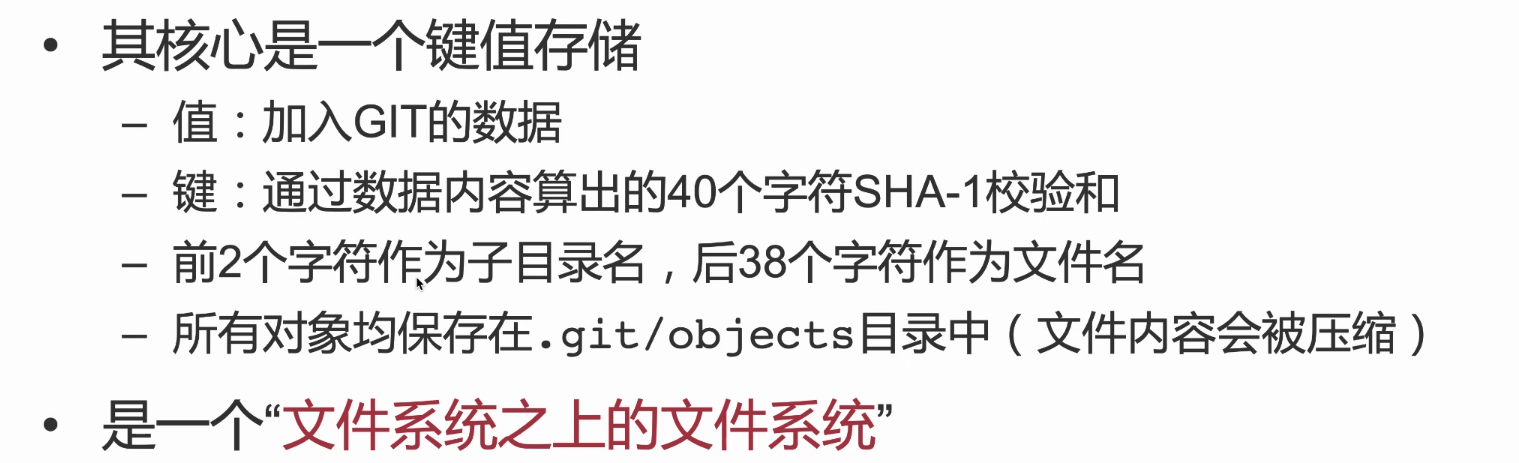 • 其核心是一个键值存储
– 值：加入GIT的数据
– 键：通过数据内容算出的40个字符SHA-1校验和
– 前2个字符作为子目录名，后38个字符作为文件名
– 所有对象均保存在.git/objects目录中（文件内容会被压缩）
• 是一个“文件系统之上的文件系统”